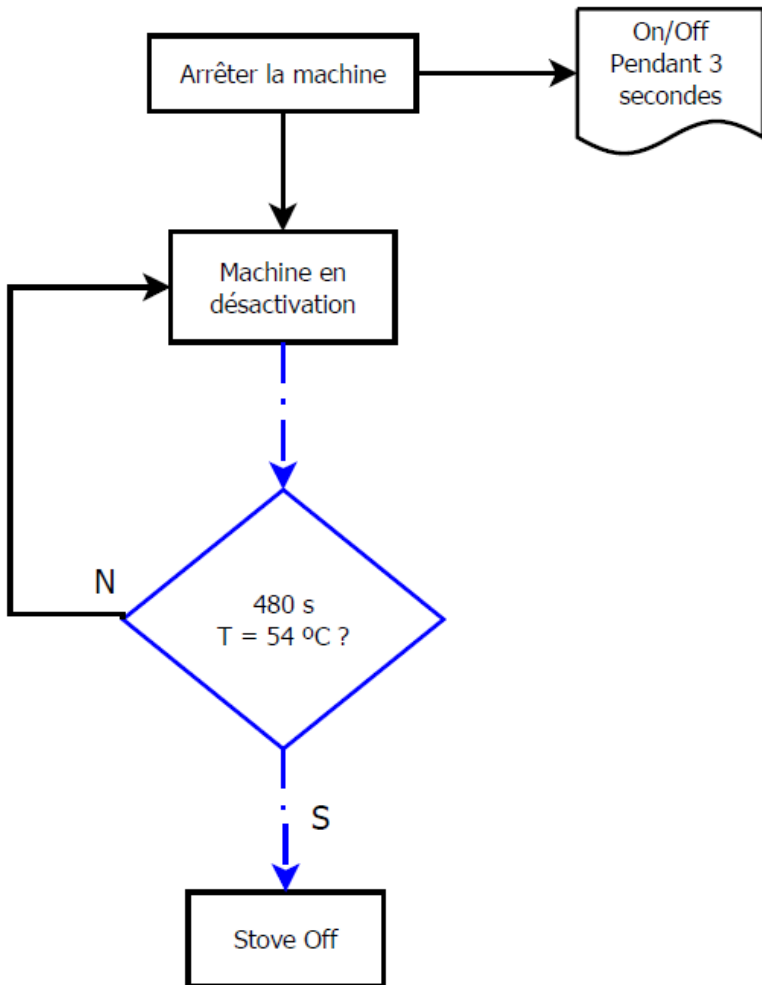 Arrêter la machine
On/Off
Pendant 3
secondes
Machine en
désactivation
N
480 s
T = 54 ºC ?
S
Stove Off